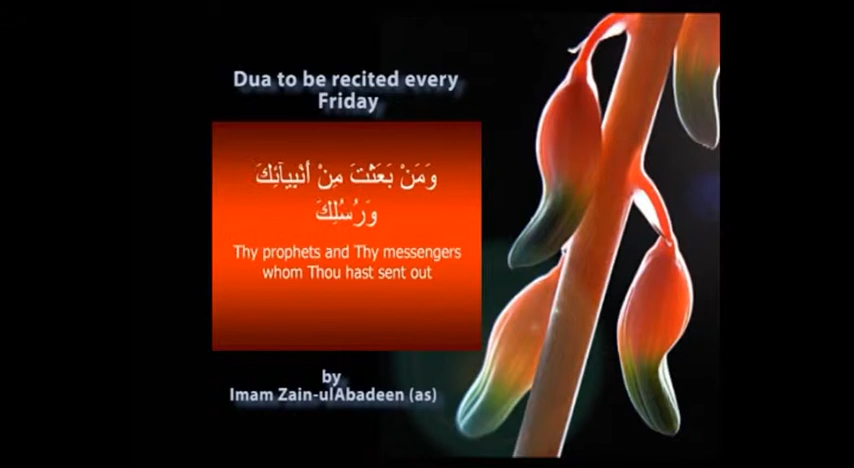 Dua to be recited every
Friday
وَمَنْ بَعَثْتَ مِنْ أَنْبِيَآئِكَ
وَرُسُلِكَ
Thy prophets and Thy messengers
whom Thou hast sent out
by
Imam Zain-ulAbadeen (as)